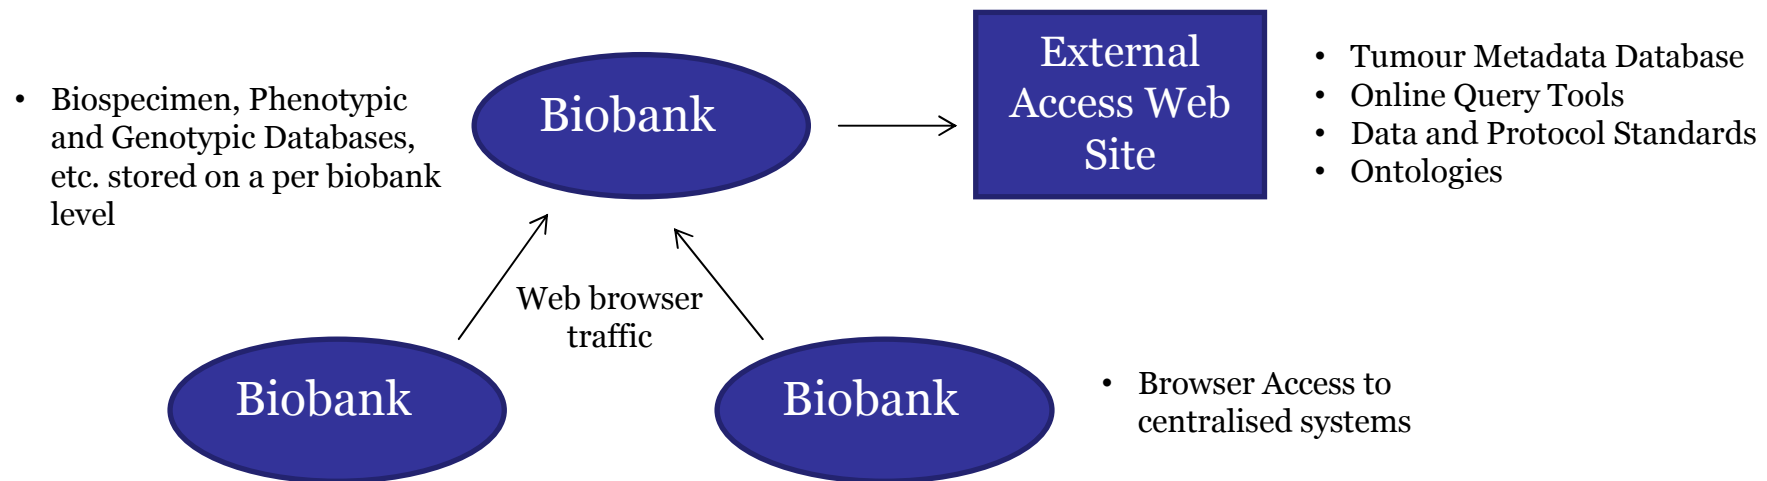 • Biospecimen, Phenotypic
and Genotypic Databases,
etc. stored on a per biobank
level
Biobank
External
Access Web
Site
• Tumour Metadata Database
• Online Query Tools
• Data and Protocol Standards
• Ontologies
Web browser
traffic
Biobank
Biobank
• Browser Access to
centralised systems